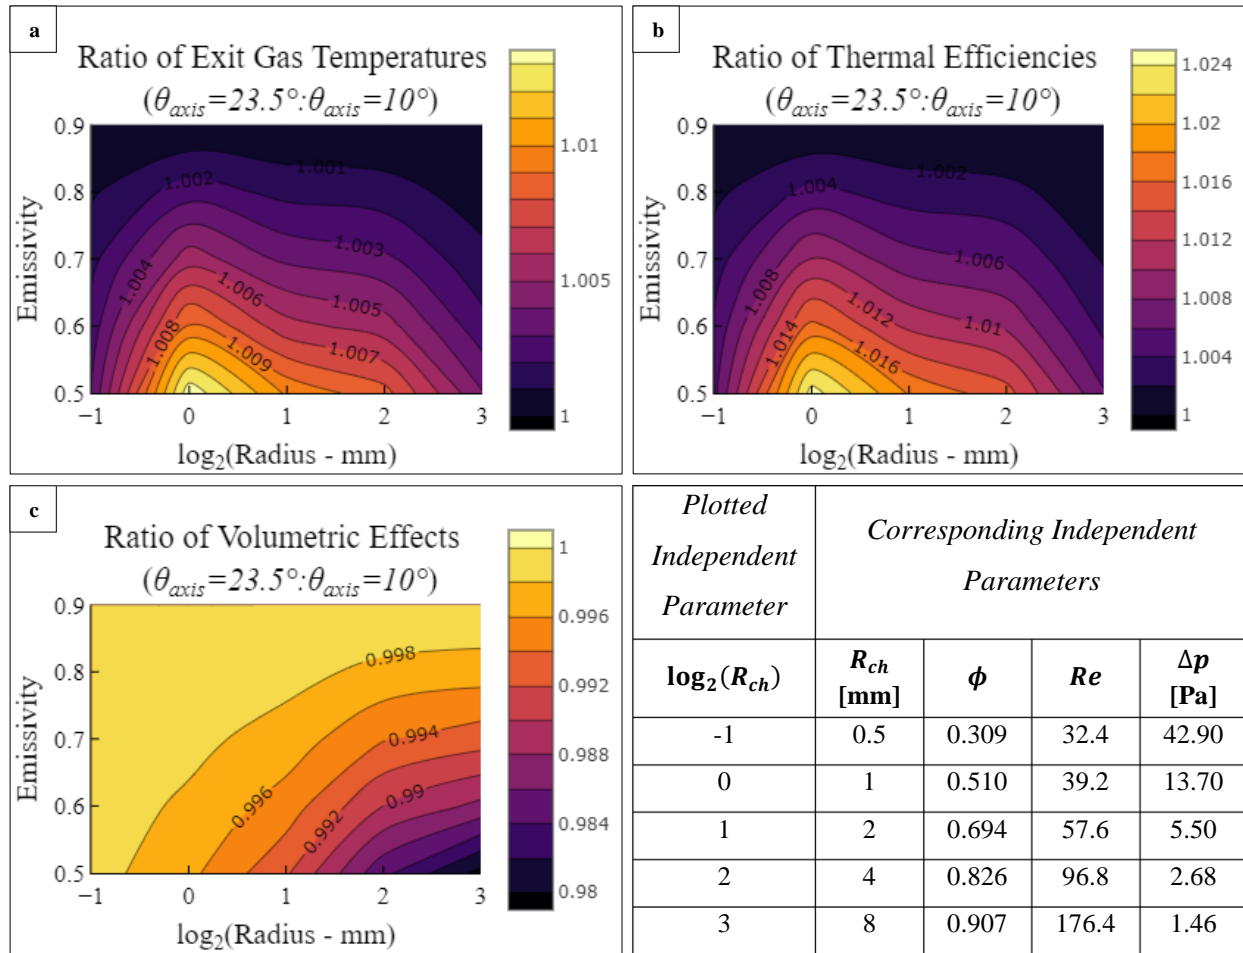 a
Ratio of Exit Gas Temperatures
(θaxis=23.5°:θaxis=10°)
Emissivity
0.9
0.8
0.7
0.6
0.5
−1 0 1 2 3
log2(Radius - mm)
1.001
1.002
1.003
1.004
1.005
1.006
1.007
1.008
1.009
1.01
1.005
1
b
Ratio of Thermal Efficiencies
(θaxis=23.5°:θaxis=10°)
Emissivity
0.9
0.8
0.7
0.6
0.5
−1 0 1 2 3
log2(Radius - mm)
1.002
1.004
1.006
1.008
1.012
1.01
1.014
1.016
1.024
1.02
1.016
1.012
1.008
1.004
1
c
Ratio of Volumetric Effects
(θaxis=23.5°:θaxis=10°)
Emissivity
0.9
0.8
0.7
0.6
0.5
−1 0 1 2 3
log2(Radius - mm)
0.998
0.994
0.996
0.99
0.992
1
0.996
0.992
0.988
0.984
0.98
Plotted Independent Parameter
Corresponding Independent Parameters
log2(Rch) Rch [mm] ϕ Re Δp [Pa]
-1 0.5 0.309 32.4 42.90
0 1 0.510 39.2 13.70
1 2 0.694 57.6 5.50
2 4 0.826 96.8 2.68
3 8 0.907 176.4 1.46